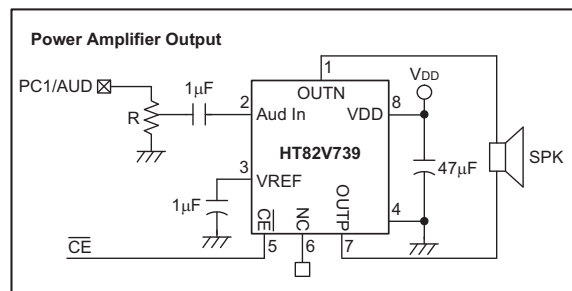 Power Amplifier Output
PC1/AUD
R
1μF
2
Aud In
1
OUTN
VDD
8
VDD
HT82V739
3
VREF
1μF
47μF
SPK
CE
5
NC
6
OUTP
7
4
CE